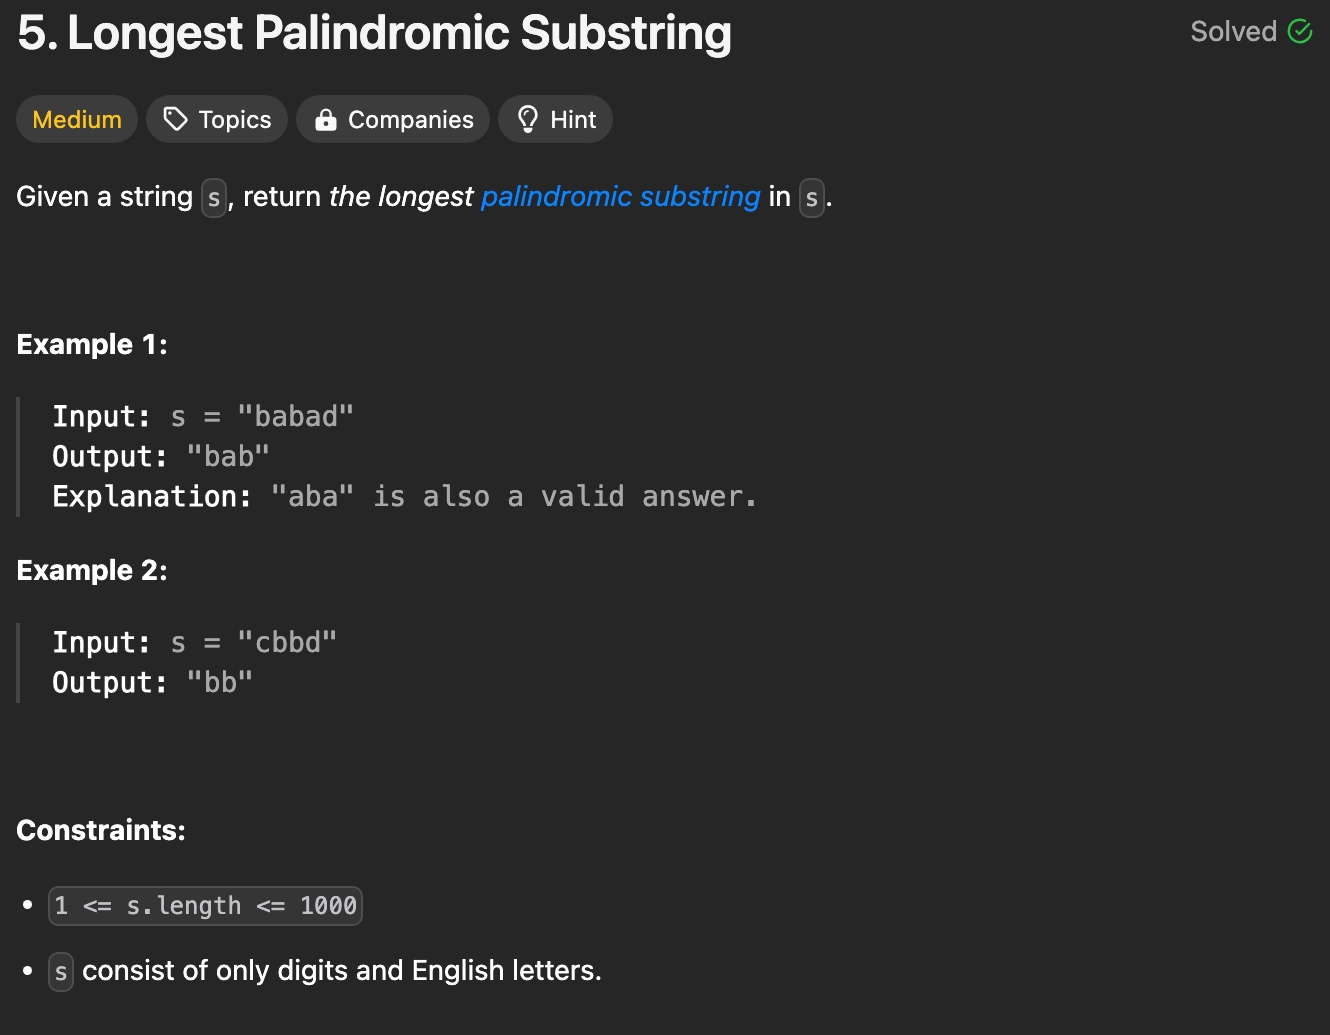 5. Longest Palindromic Substring
Solved
Medium Topics Companies Hint
Given a string s, return the longest palindromic substring in s.
Example 1:
Input: s = "babad"
Output: "bab"
Explanation: "aba" is also a valid answer.
Example 2:
Input: s = "cbbd"
Output: "bb"
Constraints:
• 1 <= s.length <= 1000
• s consist of only digits and English letters.